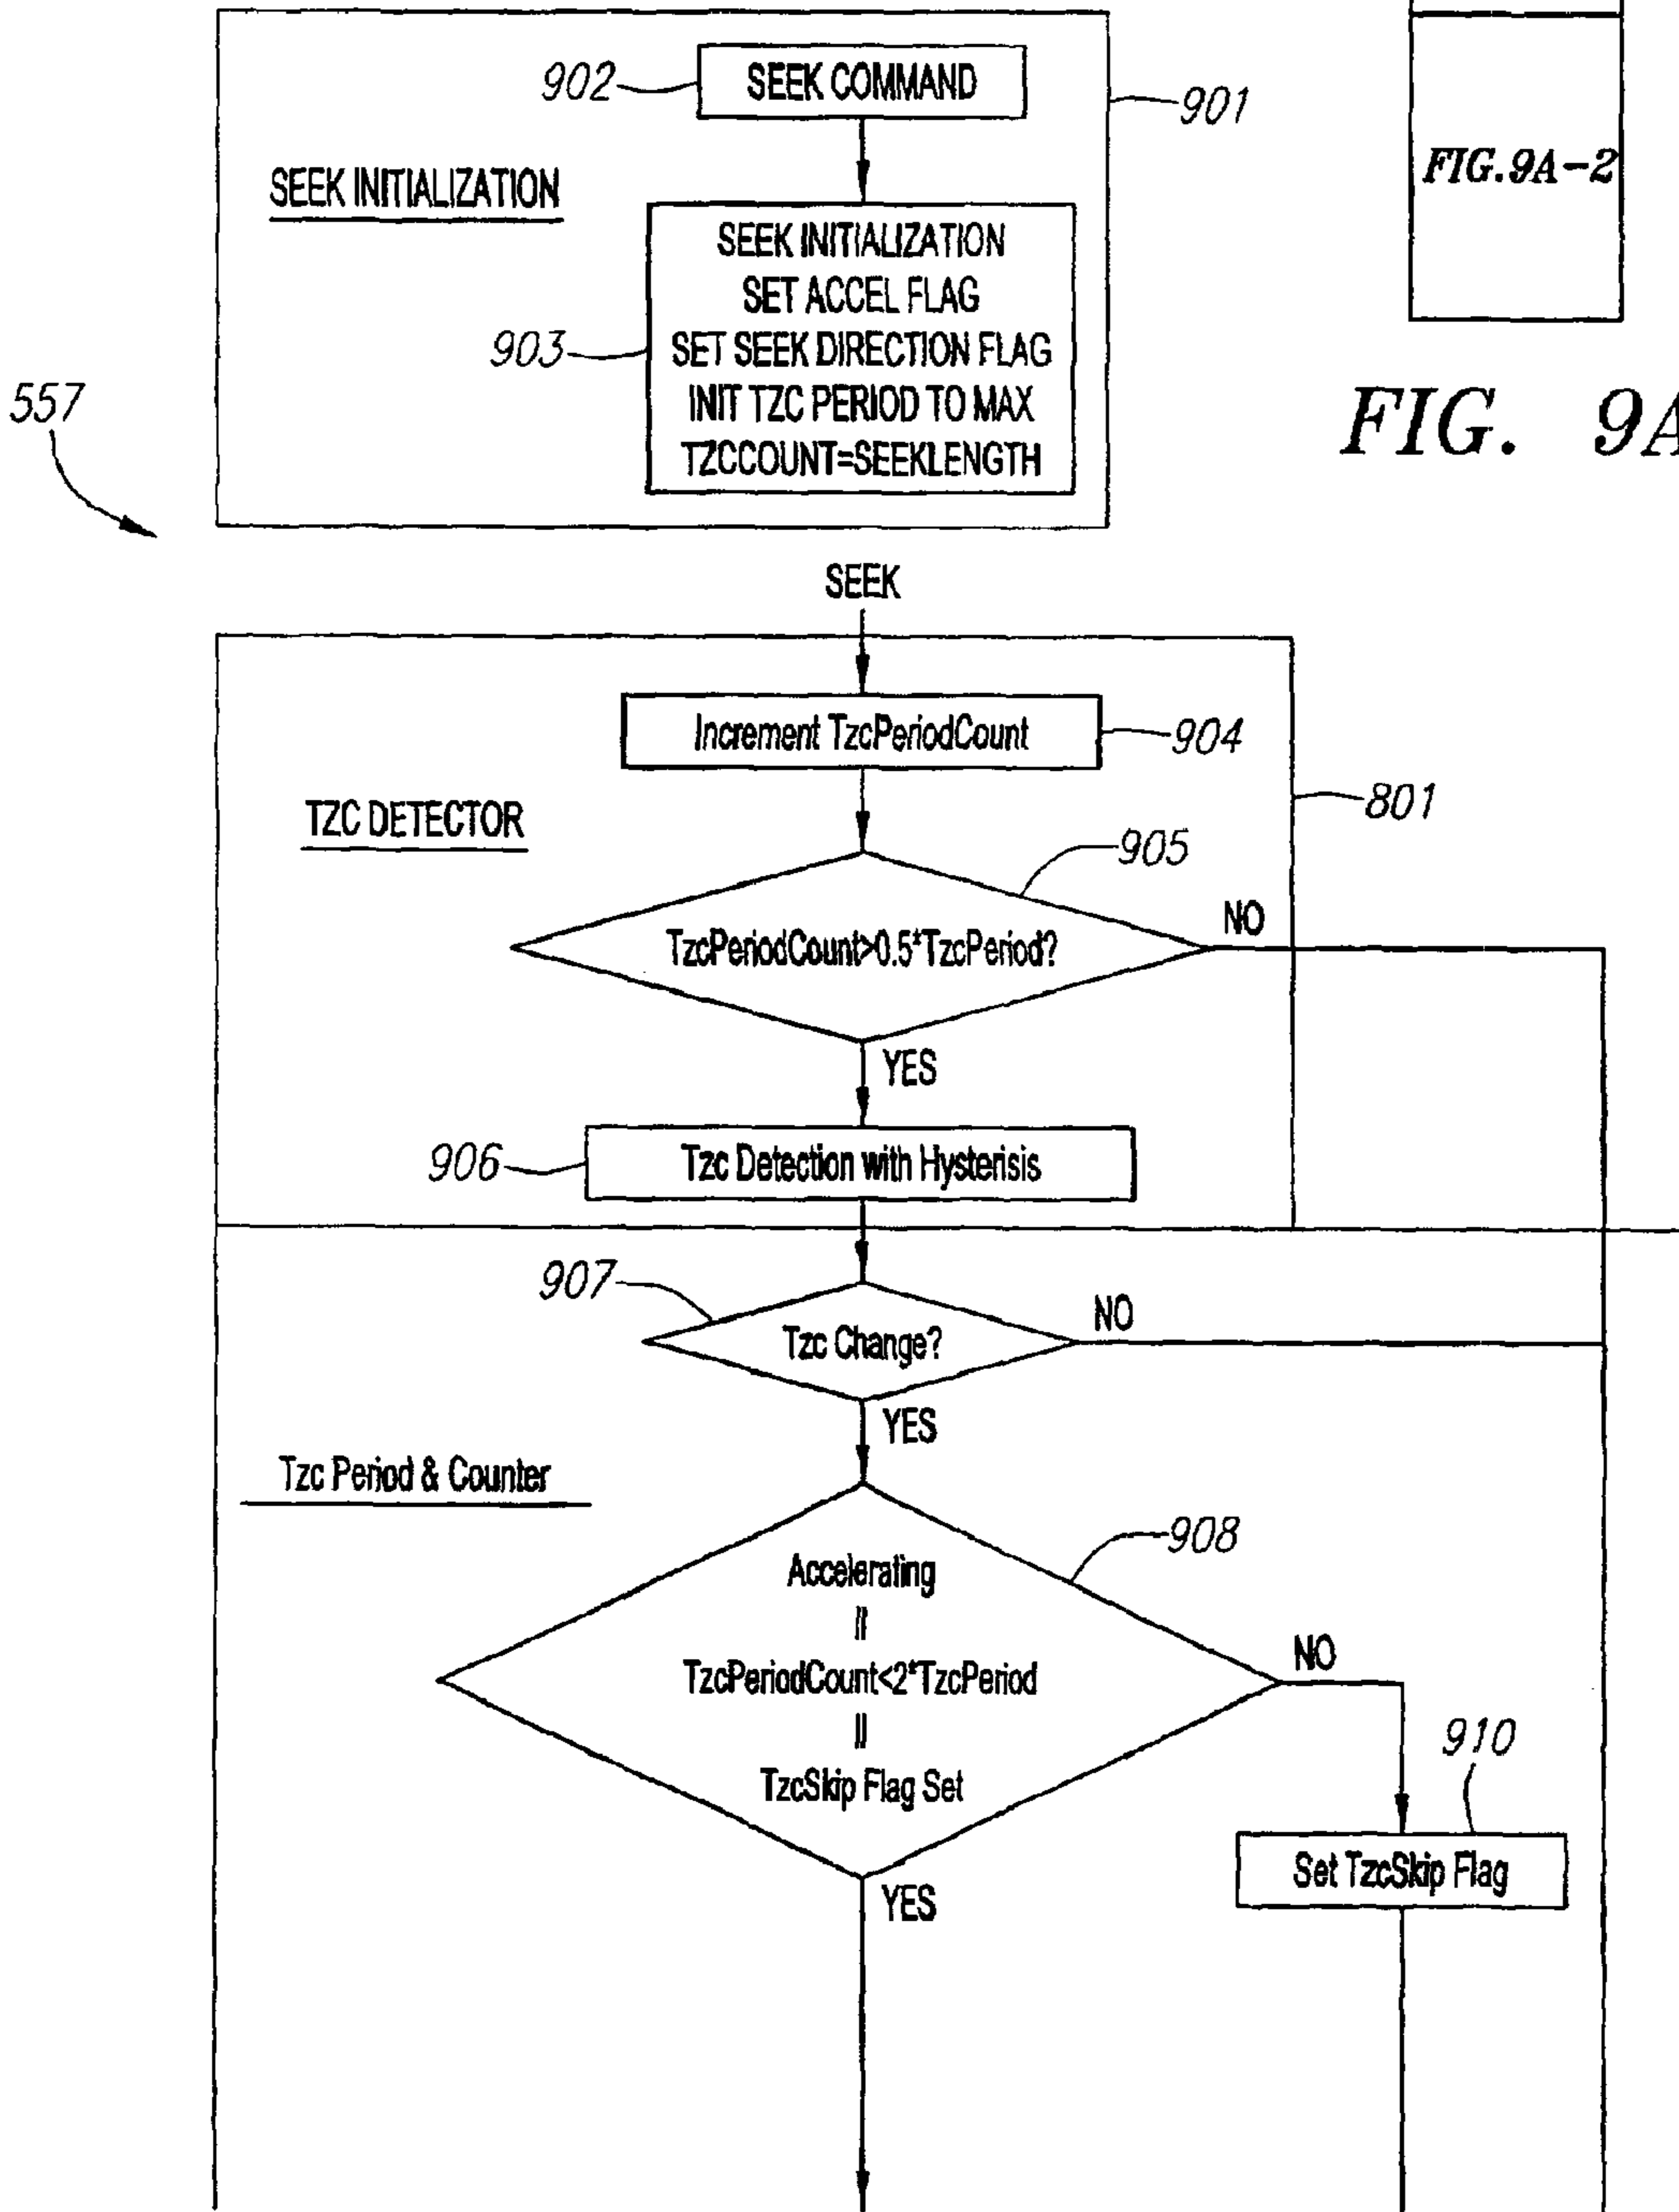 902
SEEK COMMAND
901
SEEK INITIALIZATION
FIG.9A-2
903
SEEK INITIALIZATION
SET ACCEL FLAG
SET SEEK DIRECTION FLAG
INIT TZC PERIOD TO MAX
TZCCOUNT=SEEKLENGTH
557
FIG. 9A
SEEK
Increment TzcPeriodCount
904
TZC DETECTOR
801
905
TzcPeriodCount>0.5*TzcPeriod?
NO
YES
906
Tzc Detection with Hysterisis
907
Tzc Change?
NO
YES
Tzc Period & Counter
908
Accelerating
||
TzcPeriodCount<2*TzcPeriod
||
TzcSkip Flag Set
NO
910
Set TzcSkip Flag
YES